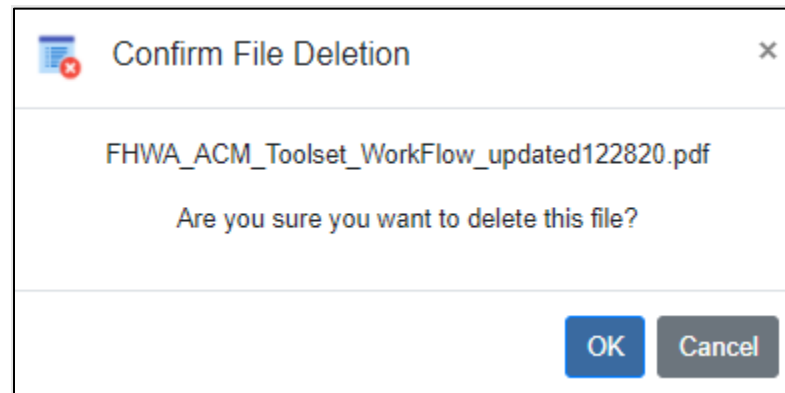 Confirm File Deletion ×
FHWA_ACM_Toolset_WorkFlow_updated122820.pdf
Are you sure you want to delete this file?
OK Cancel